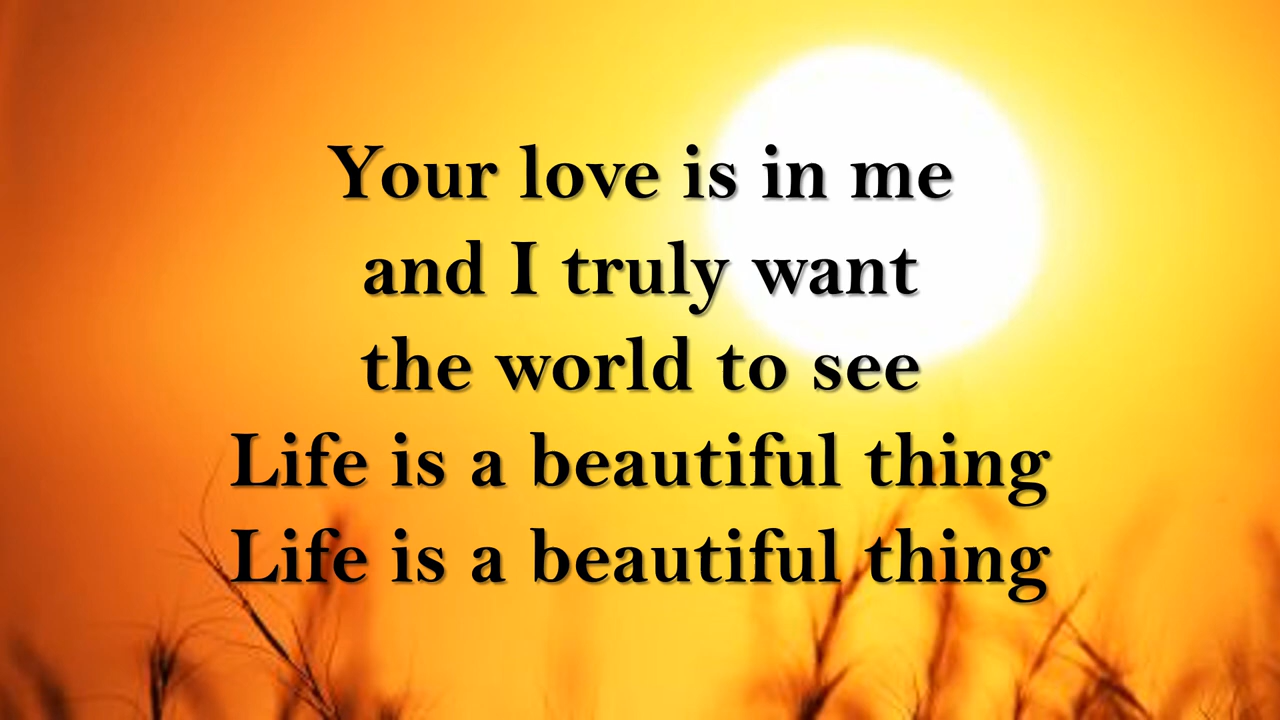 Your love is in me
and I truly want
the world to see
Life is a beautiful thing
Life is a beautiful thing